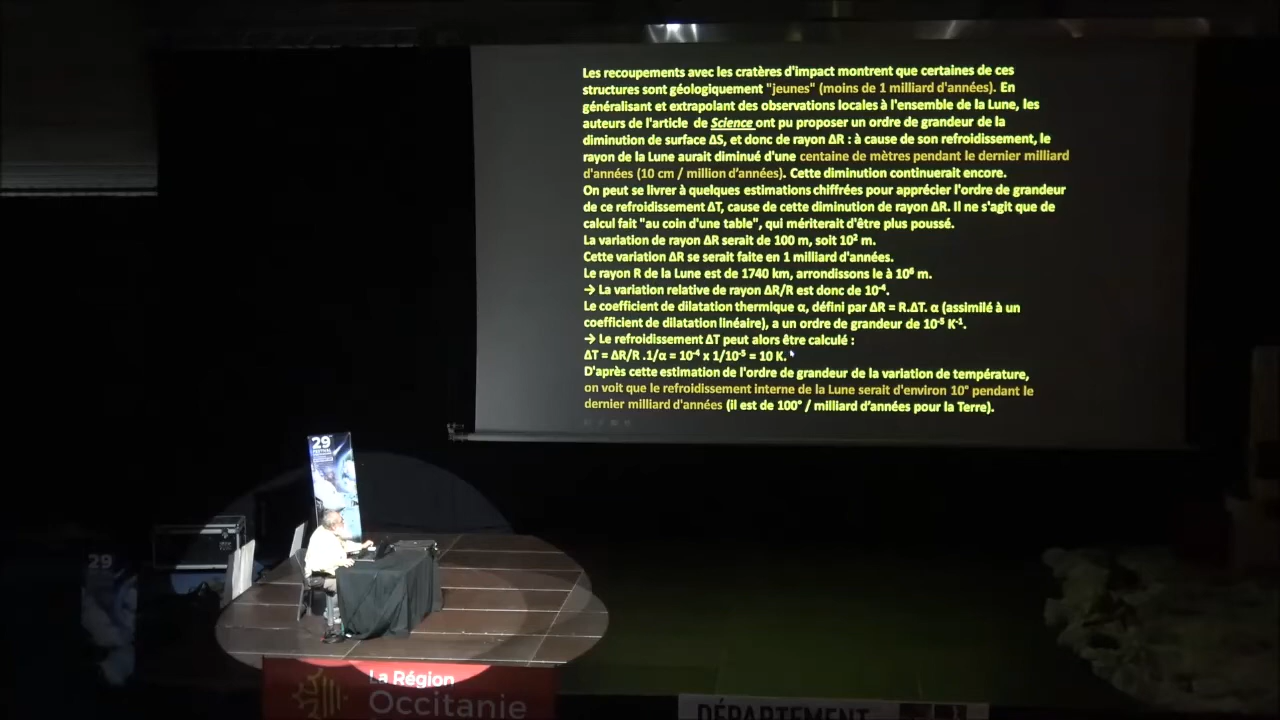 Les recoupements avec les cratères d'impact montrent que certaines de ces
structures sont géologiquement "jeunes" (moins de 1 milliard d'années). En
généralisant et extrapolant des observations locales à l'ensemble de la Lune, les
auteurs de l'article de Science ont pu proposer un ordre de grandeur de la
diminution de surface ΔS, et donc de rayon ΔR : à cause de son refroidissement, le
rayon de la Lune aurait diminué d'une centaine de mètres pendant le dernier milliard
d'années (10 cm / million d’années). Cette diminution continuerait encore.
On peut se livrer à quelques estimations chiffrées pour apprécier l'ordre de grandeur
de ce refroidissement ΔT, cause de cette diminution de rayon ΔR. Il ne s'agit que de
calcul fait "au coin d'une table", qui mériterait d'être plus poussé.
La variation de rayon ΔR serait de 100 m, soit 10² m.
Cette variation ΔR se serait faite en 1 milliard d'années.
Le rayon R de la Lune est de 1740 km, arrondissons le à 10⁶ m.
→ La variation relative de rayon ΔR/R est donc de 10⁻⁴.
Le coefficient de dilatation thermique α, défini par ΔR = R.ΔT. α (assimilé à un
coefficient de dilatation linéaire), a un ordre de grandeur de 10⁻⁵ K⁻¹.
→ Le refroidissement ΔT peut alors être calculé :
ΔT = ΔR/R .1/α = 10⁻⁴ x 1/10⁻⁵ = 10 K.
D'après cette estimation de l'ordre de grandeur de la variation de température,
on voit que le refroidissement interne de la Lune serait d'environ 10° pendant le
dernier milliard d'années (il est de 100° / milliard d’années pour la Terre).
29
FESTIVAL
29
La Région
Occitanie
DÉPARTEMENT